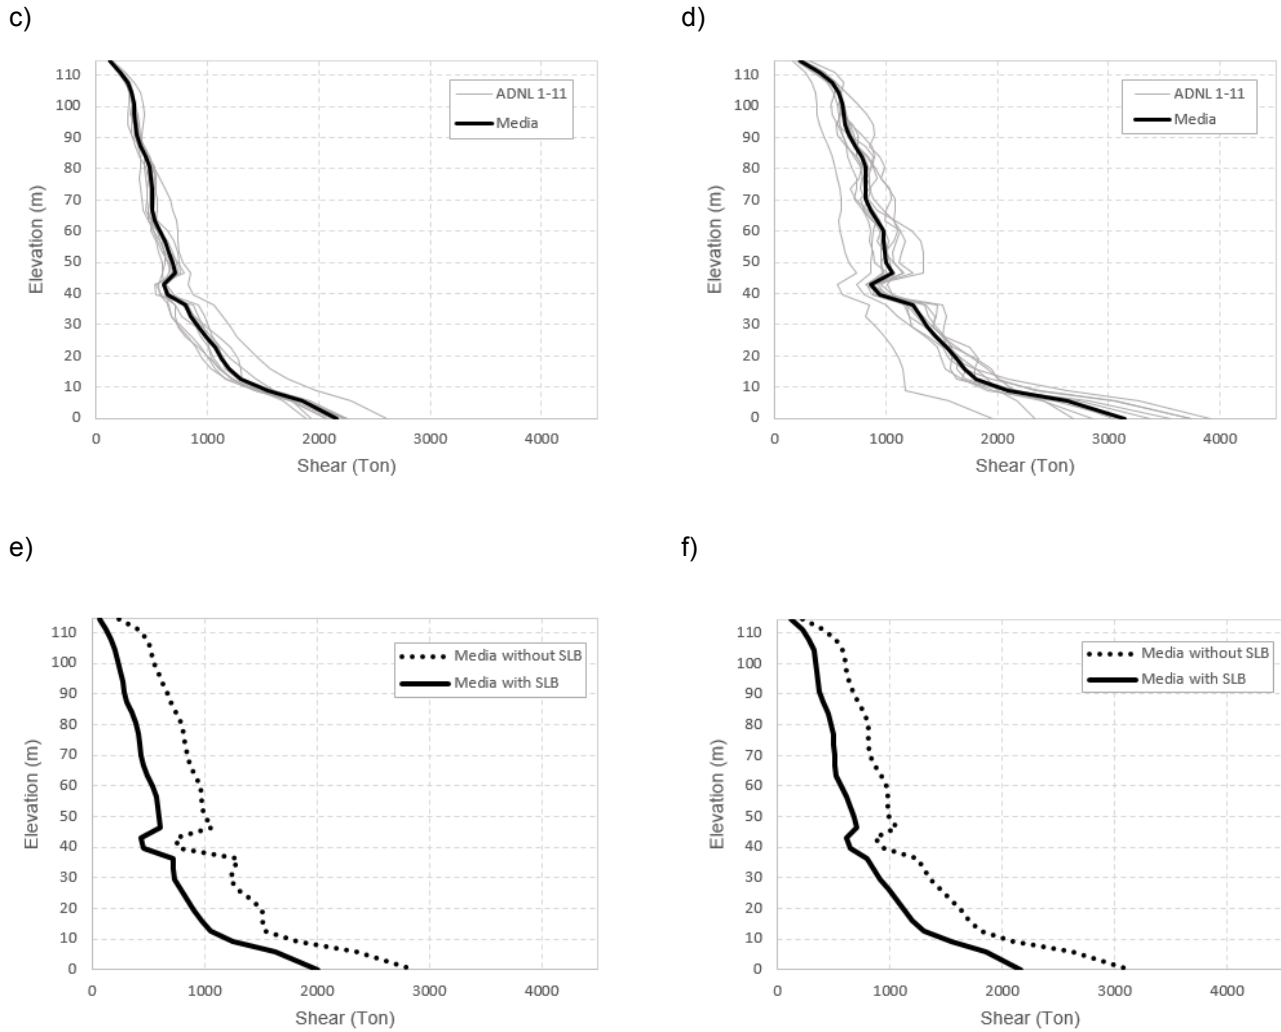 c)
d)
110
100
90
80
70
60
50
40
30
20
10
0
Elevation (m)
ADNL 1-11
Media
0 1000 2000 3000 4000
Shear (Ton)
110
100
90
80
70
60
50
40
30
20
10
0
Elevation (m)
ADNL 1-11
Media
0 1000 2000 3000 4000
Shear (Ton)
e)
f)
110
100
90
80
70
60
50
40
30
20
10
0
Elevation (m)
Media without SLB
Media with SLB
0 1000 2000 3000 4000
Shear (Ton)
110
100
90
80
70
60
50
40
30
20
10
0
Elevation (m)
Media without SLB
Media with SLB
0 1000 2000 3000 4000
Shear (Ton)